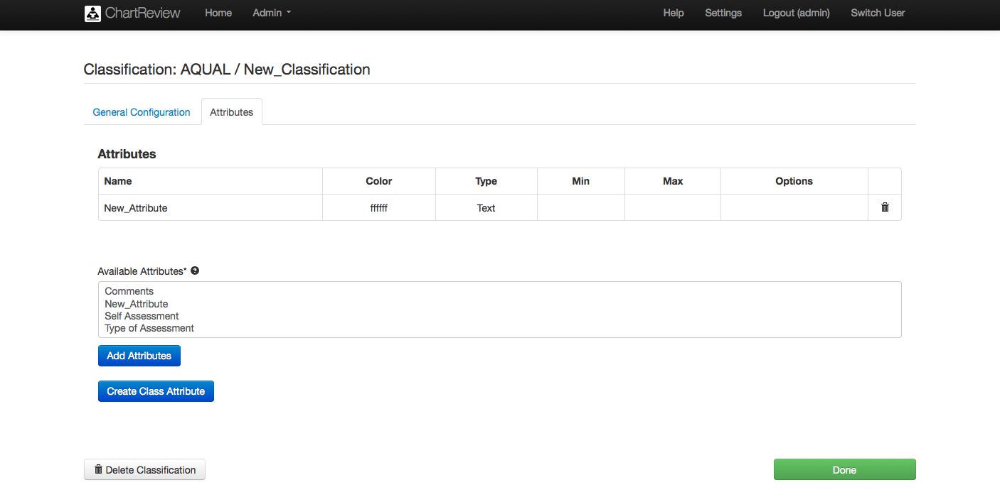 ChartReview Home Admin Help Settings Logout (admin) Switch User
Classification: AQUAL / New_Classification
General Configuration Attributes
Attributes
Name Color Type Min Max Options
New_Attribute ffffff Text
Available Attributes*
Comments
New_Attribute
Self Assessment
Type of Assessment
Add Attributes
Create Class Attribute
Delete Classification Done